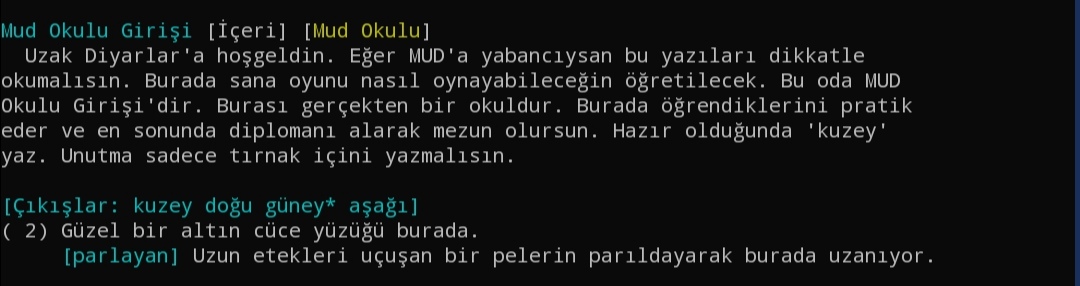 Mud Okulu Girişi [İçeri] [Mud Okulu]
Uzak Diyarlar'a hoşgeldin. Eğer MUD'a yabancıysan bu yazıları dikkatle
okumalısın. Burada sana oyunu nasıl oynayabileceğin öğretilecek. Bu oda MUD
Okulu Girişi'dir. Burası gerçekten bir okuldur. Burada öğrendiklerini pratik
eder ve en sonunda diplomanı alarak mezun olursun. Hazır olduğunda 'kuzey'
yaz. Unutma sadece tırnak içini yazmalısın.
[Çıkışlar: kuzey doğu güney* aşağı]
( 2) Güzel bir altın cüce yüzüğü burada.
[parlayan] Uzun etekleri uçuşan bir pelerin parıldayarak burada uzanıyor.